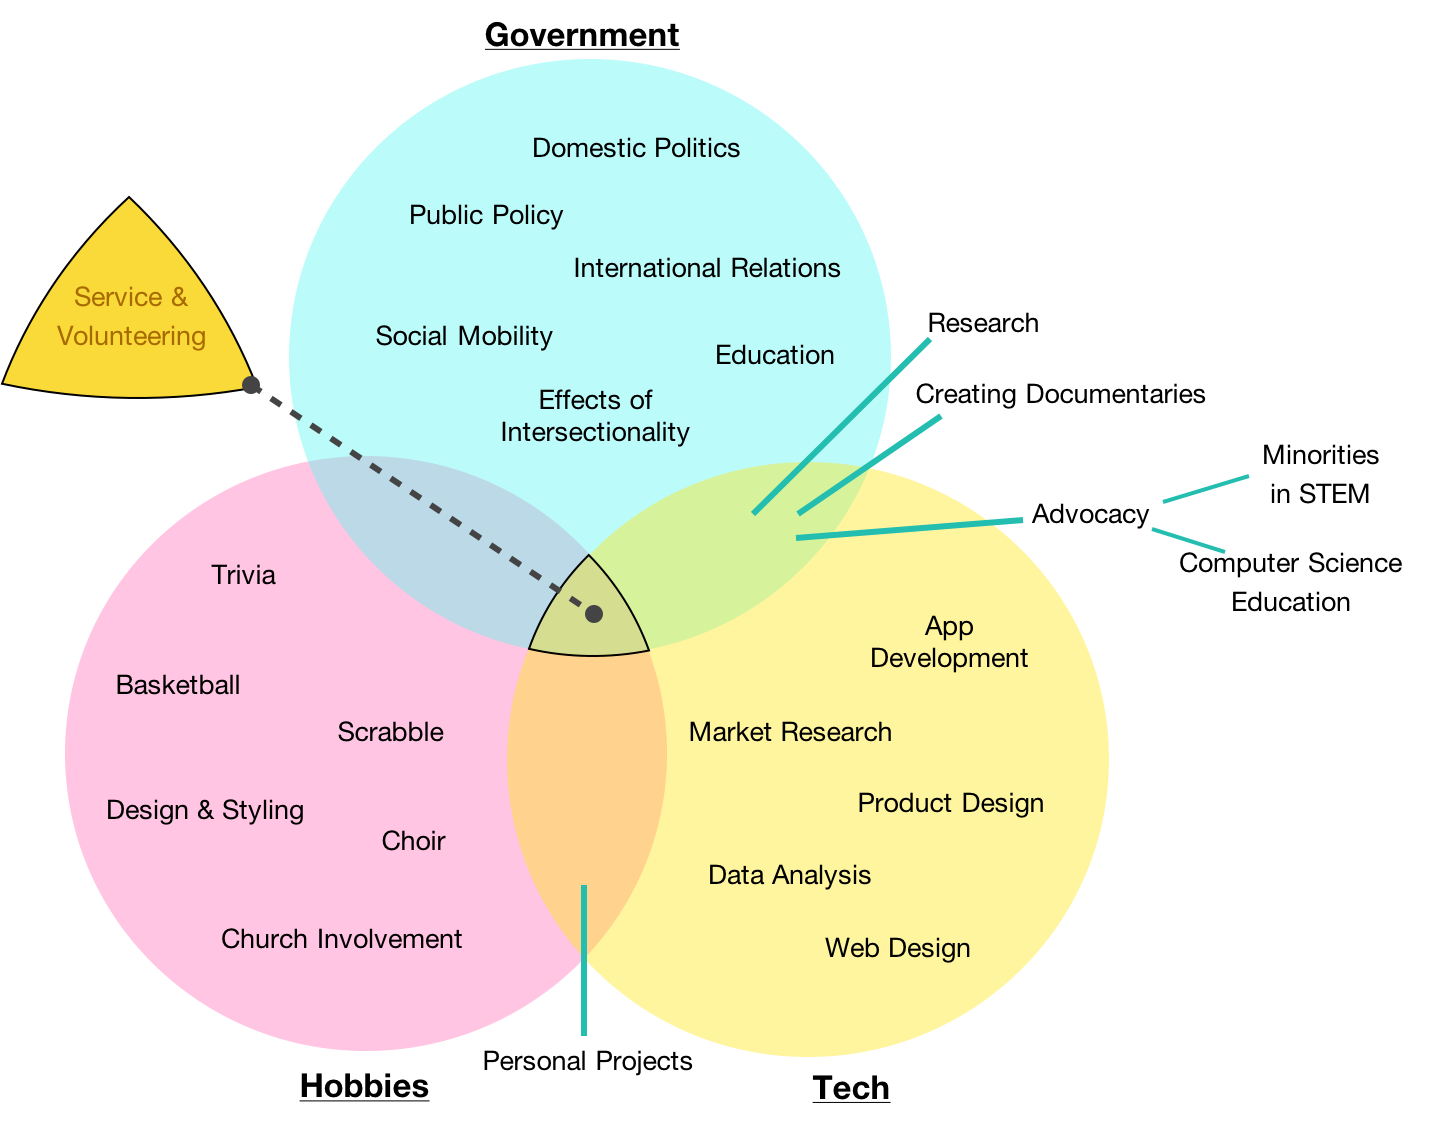 Government
Domestic Politics
Public Policy
International Relations
Social Mobility
Education
Effects of
Intersectionality
Service &
Volunteering
Research
Creating Documentaries
Advocacy
Minorities
in STEM
Computer Science
Education
Trivia
Basketball
Scrabble
Design & Styling
Choir
Church Involvement
App
Development
Market Research
Product Design
Data Analysis
Web Design
Personal Projects
Hobbies
Tech